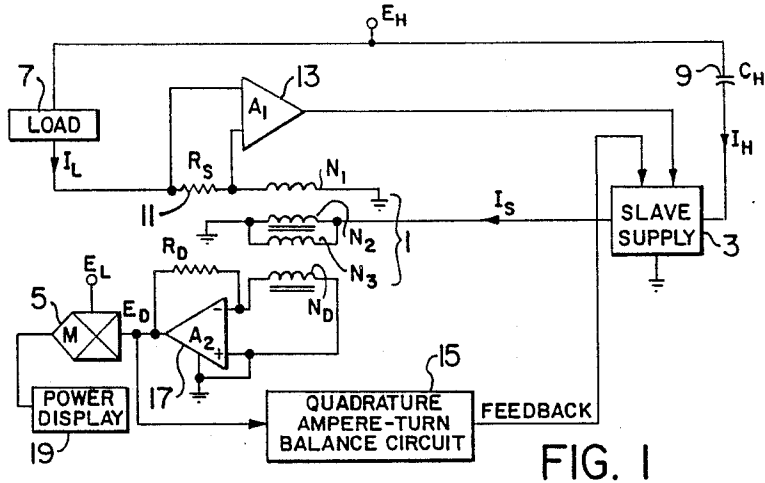 E_H
9
C_H
7
13
LOAD
A_1
I_H
I_L
R_S
N_1
11
I_S
SLAVE
SUPPLY
3
N_2
1
R_D
N_3
E_L
5
E_D
N_D
M
A_2
-
+
17
15
POWER
DISPLAY
19
QUADRATURE
AMPERE-TURN
BALANCE CIRCUIT
FEEDBACK
FIG. 1